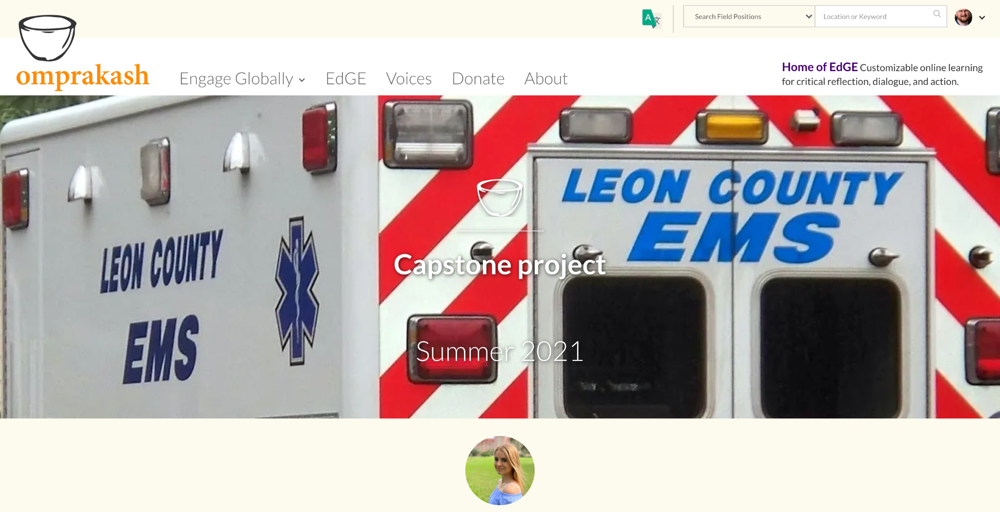 A
文
Search Field Positions
Location or Keyword
omprakash
Engage Globally
EdGE
Voices
Donate
About
Home of EdGE Customizable online learning
for critical reflection, dialogue, and action.
LEON COUNTY
EMS
LEON COUNTY
EMS
Capstone project
Summer 2021